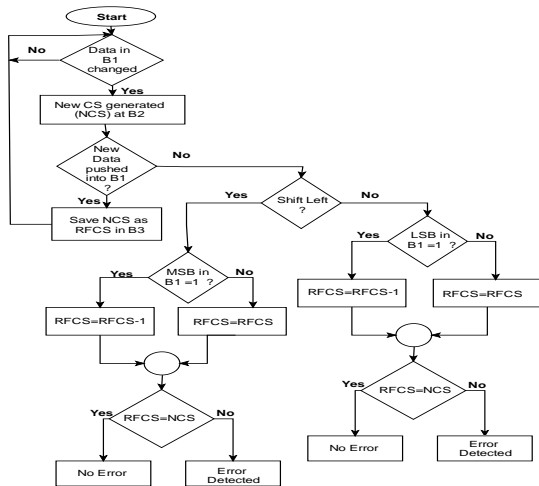 Start
Data in
B1
changed
No
Yes
New CS generated
(NCS) at B2
New
Data
pushed
into B1
?
No
Yes
Save NCS as
RFCS in B3
Shift Left
?
Yes
No
MSB in
B1 =1 ?
Yes
No
LSB in
B1 =1 ?
Yes
No
RFCS=RFCS-1
RFCS=RFCS
RFCS=RFCS-1
RFCS=RFCS
RFCS=NCS
Yes
No
RFCS=NCS
Yes
No
No Error
Error
Detected
No Error
Error
Detected